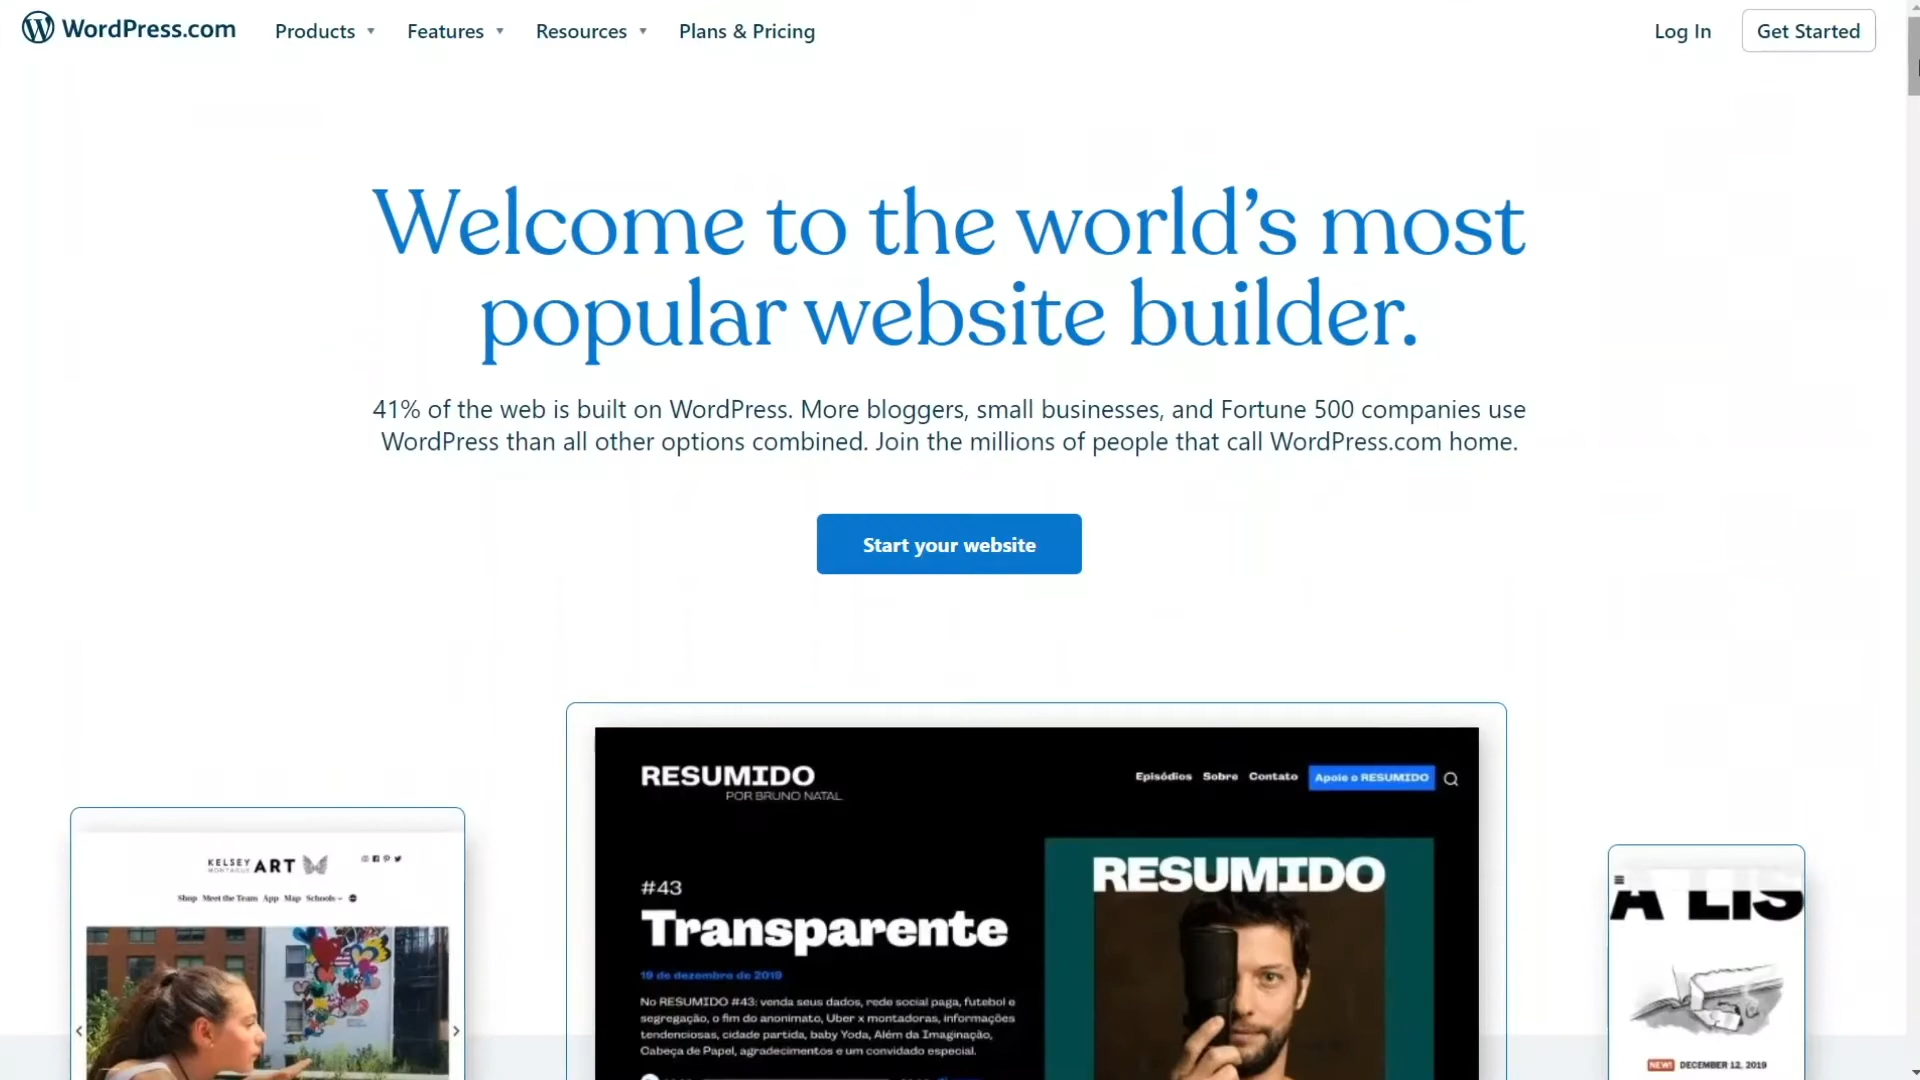 WordPress.com
Products
Features
Resources
Plans & Pricing
Log In
Get Started
Welcome to the world’s most
popular website builder.
41% of the web is built on WordPress. More bloggers, small businesses, and Fortune 500 companies use
WordPress than all other options combined. Join the millions of people that call WordPress.com home.
Start your website
KELSEY
MONTAGUE
ART
Shop Meet the Team App Map Schools
RESUMIDO
POR BRUNO NATAL
Episódios Sobre Contato Apoie o RESUMIDO
#43
Transparente
19 de dezembro de 2019
No RESUMIDO #43: venda seus dados, rede social paga, futebol e
segregação, o fim do anonimato, Uber x montadoras, informações
tendenciosas, cidade partida, baby Yoda, Além da Imaginação,
Cabeça de Papel, agradecimentos e um convidado especial.
RESUMIDO
A LIS
NEW! DECEMBER 12, 2019